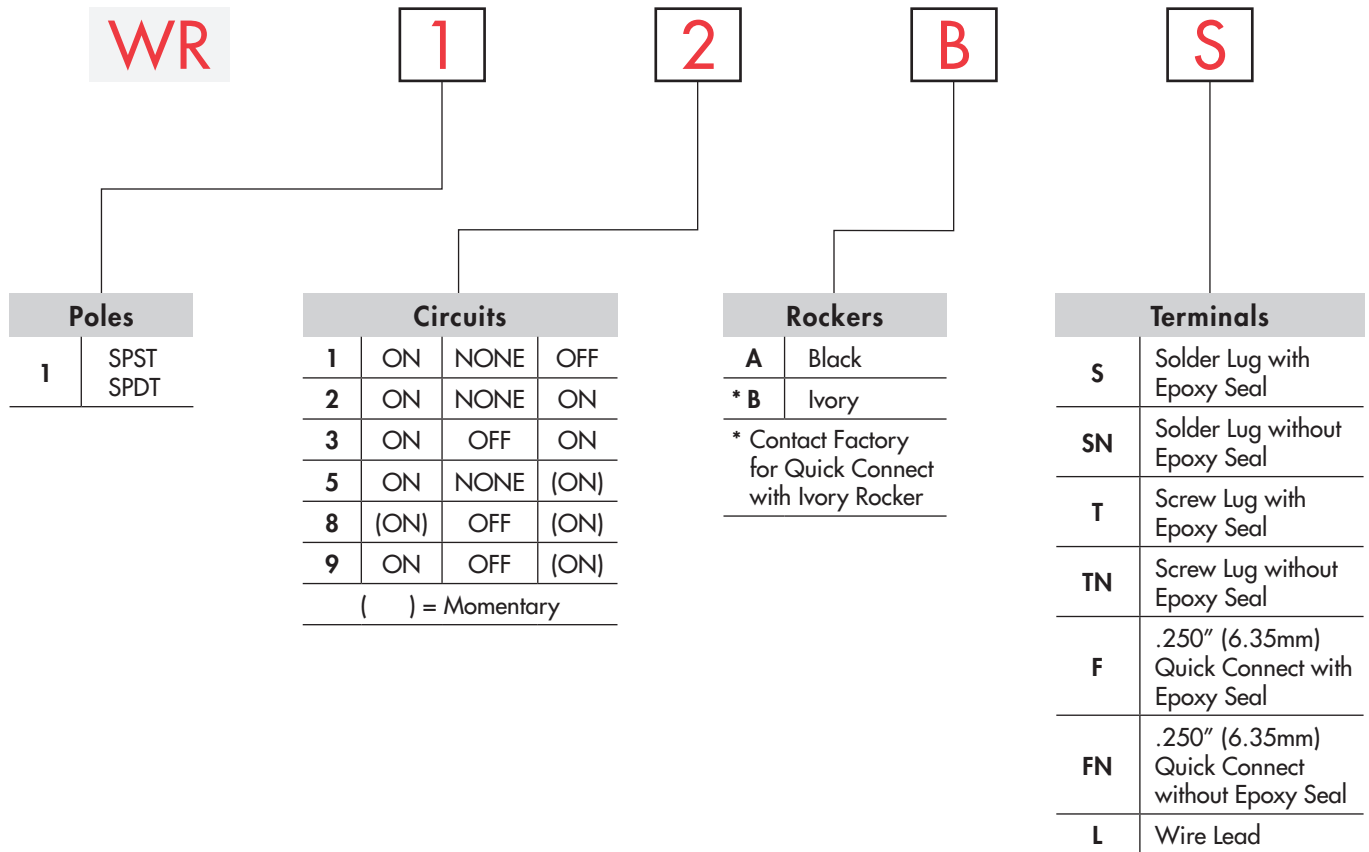 WR 1 2 B S
Poles
1 SPST
SPDT
Circuits
1 ON NONE OFF
2 ON NONE ON
3 ON OFF ON
5 ON NONE (ON)
8 (ON) OFF (ON)
9 ON OFF (ON)
( ) = Momentary
Rockers
A Black
* B Ivory
* Contact Factory
for Quick Connect
with Ivory Rocker
Terminals
S Solder Lug with
Epoxy Seal
SN Solder Lug without
Epoxy Seal
T Screw Lug with
Epoxy Seal
TN Screw Lug without
Epoxy Seal
F .250” (6.35mm)
Quick Connect with
Epoxy Seal
FN .250” (6.35mm)
Quick Connect
without Epoxy Seal
L Wire Lead